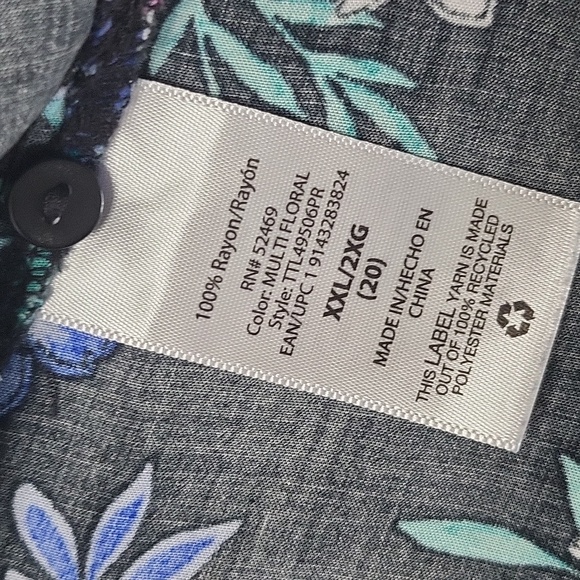 100% Rayon/Rayón
RN# 52469
Color: MULTI FLORAL
Style: TTL49506PR
EAN/UPC 1 9143283824
XXL/2XG
(20)
MADE IN/HECHO EN
CHINA
THIS LABEL YARN IS MADE
OUT OF 100% RECYCLED
POLYESTER MATERIALS